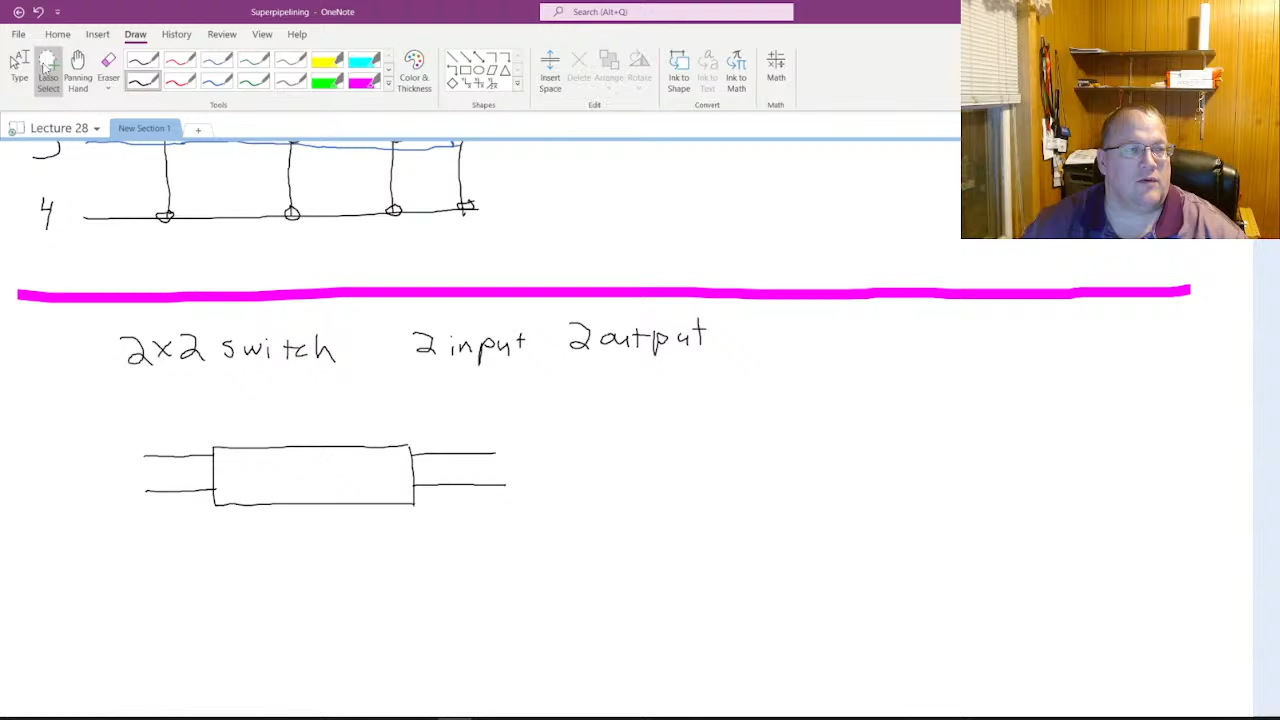 Superpipelining - OneNote
Search (Alt+Q)
File Home Insert Draw History Review View Help
Type
Lasso Select
Panning Hand
Eraser
Color & Thickness
Insert Space
Delete
Arrange
Rotate
Ink to Shape
Ink to Text
Ink to Math
Math
Tools
Shapes
Edit
Convert
Math
Lecture 28
New Section 1
4
2x2 switch 2 input 2 output